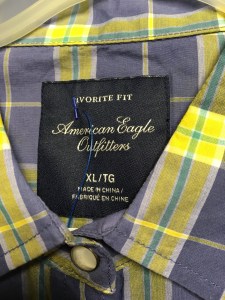 AVORITE FIT
American Eagle
Outfitters
XL/TG
MADE IN CHINA/
FABRIQUÉ EN CHINE